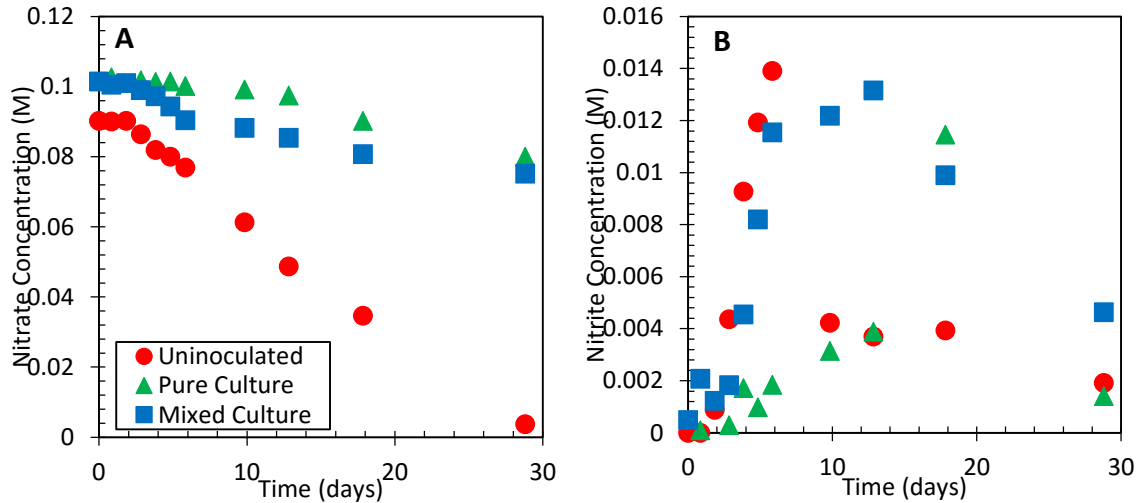 A
Nitrate Concentration (M)
0.12
0.1
0.08
0.06
0.04
0.02
0
Uninoculated
Pure Culture
Mixed Culture
0
10
20
30
Time (days)
B
Nitrite Concentration (M)
0.016
0.014
0.012
0.01
0.008
0.006
0.004
0.002
0
0
10
20
30
Time (days)